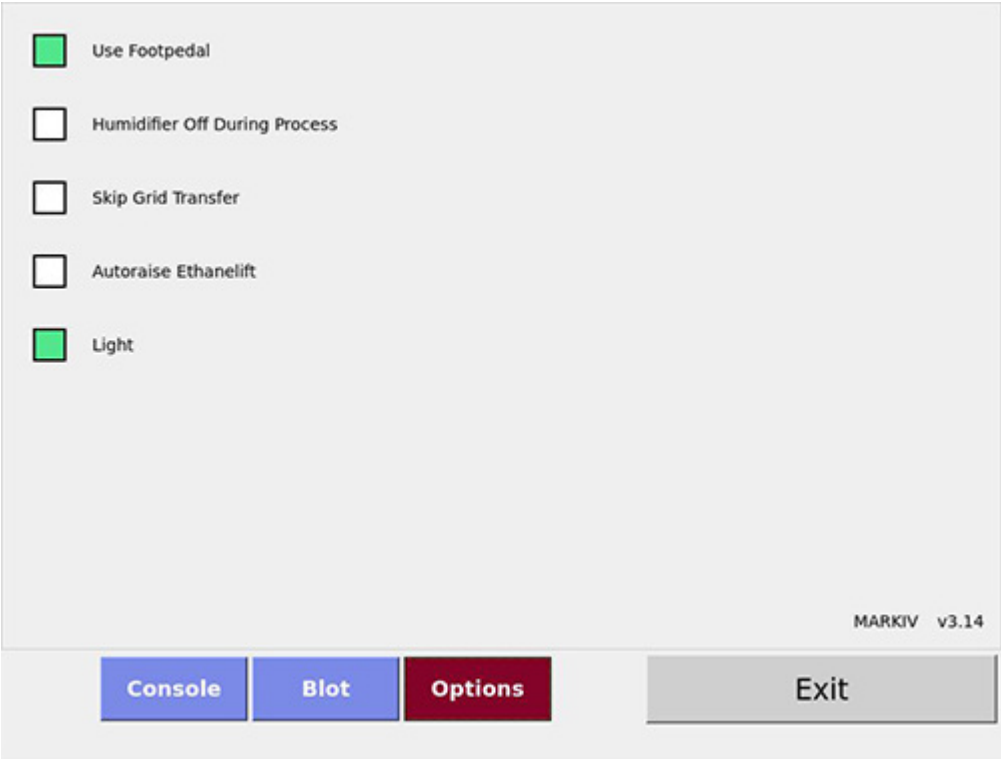 Use Footpedal
Humidifier Off During Process
Skip Grid Transfer
Autoraise Ethanelift
Light
MARKIV v3.14
Console Blot Options Exit